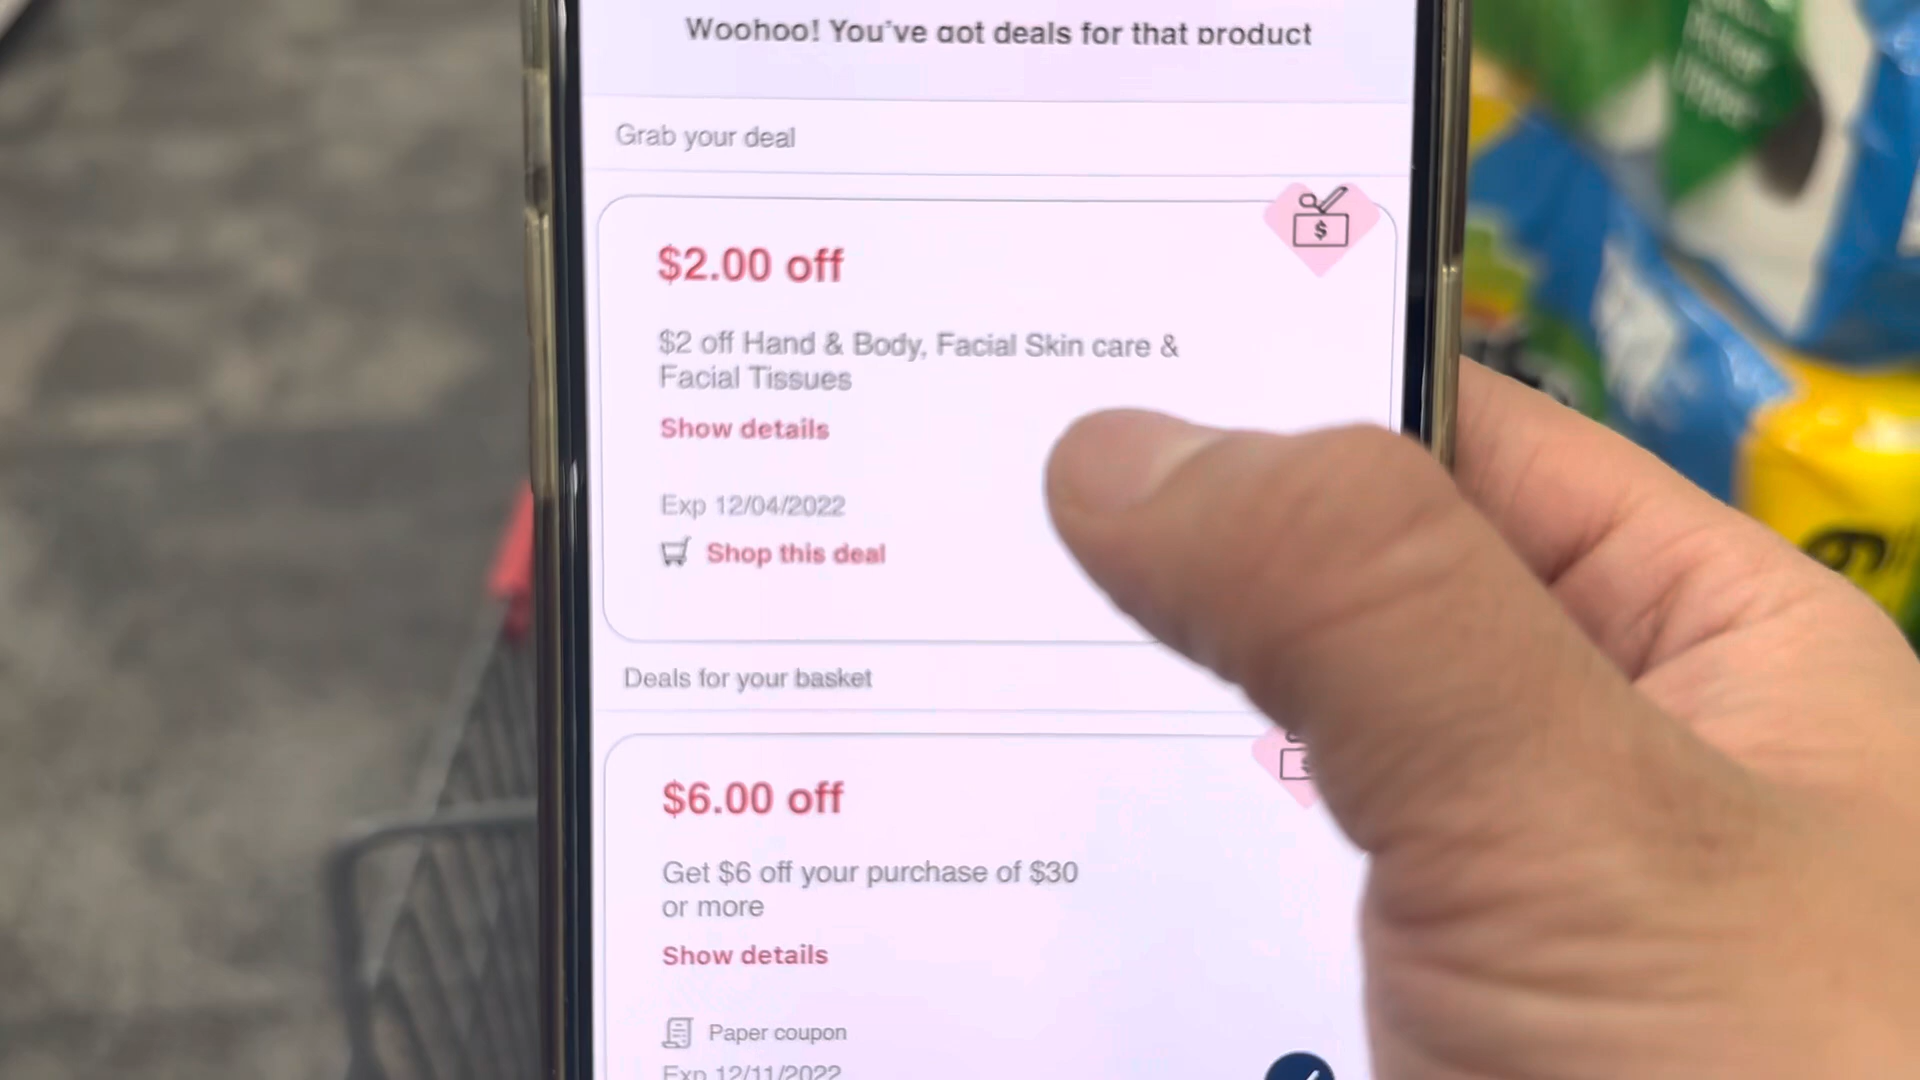 Woohoo! You've got deals for that product
Grab your deal
$
$2.00 off
$2 off Hand & Body, Facial Skin care &
Facial Tissues
Show details
Exp 12/04/2022
Shop this deal
Deals for your basket
$6.00 off
Get $6 off your purchase of $30
or more
Show details
Paper coupon
Exp 12/11/2022